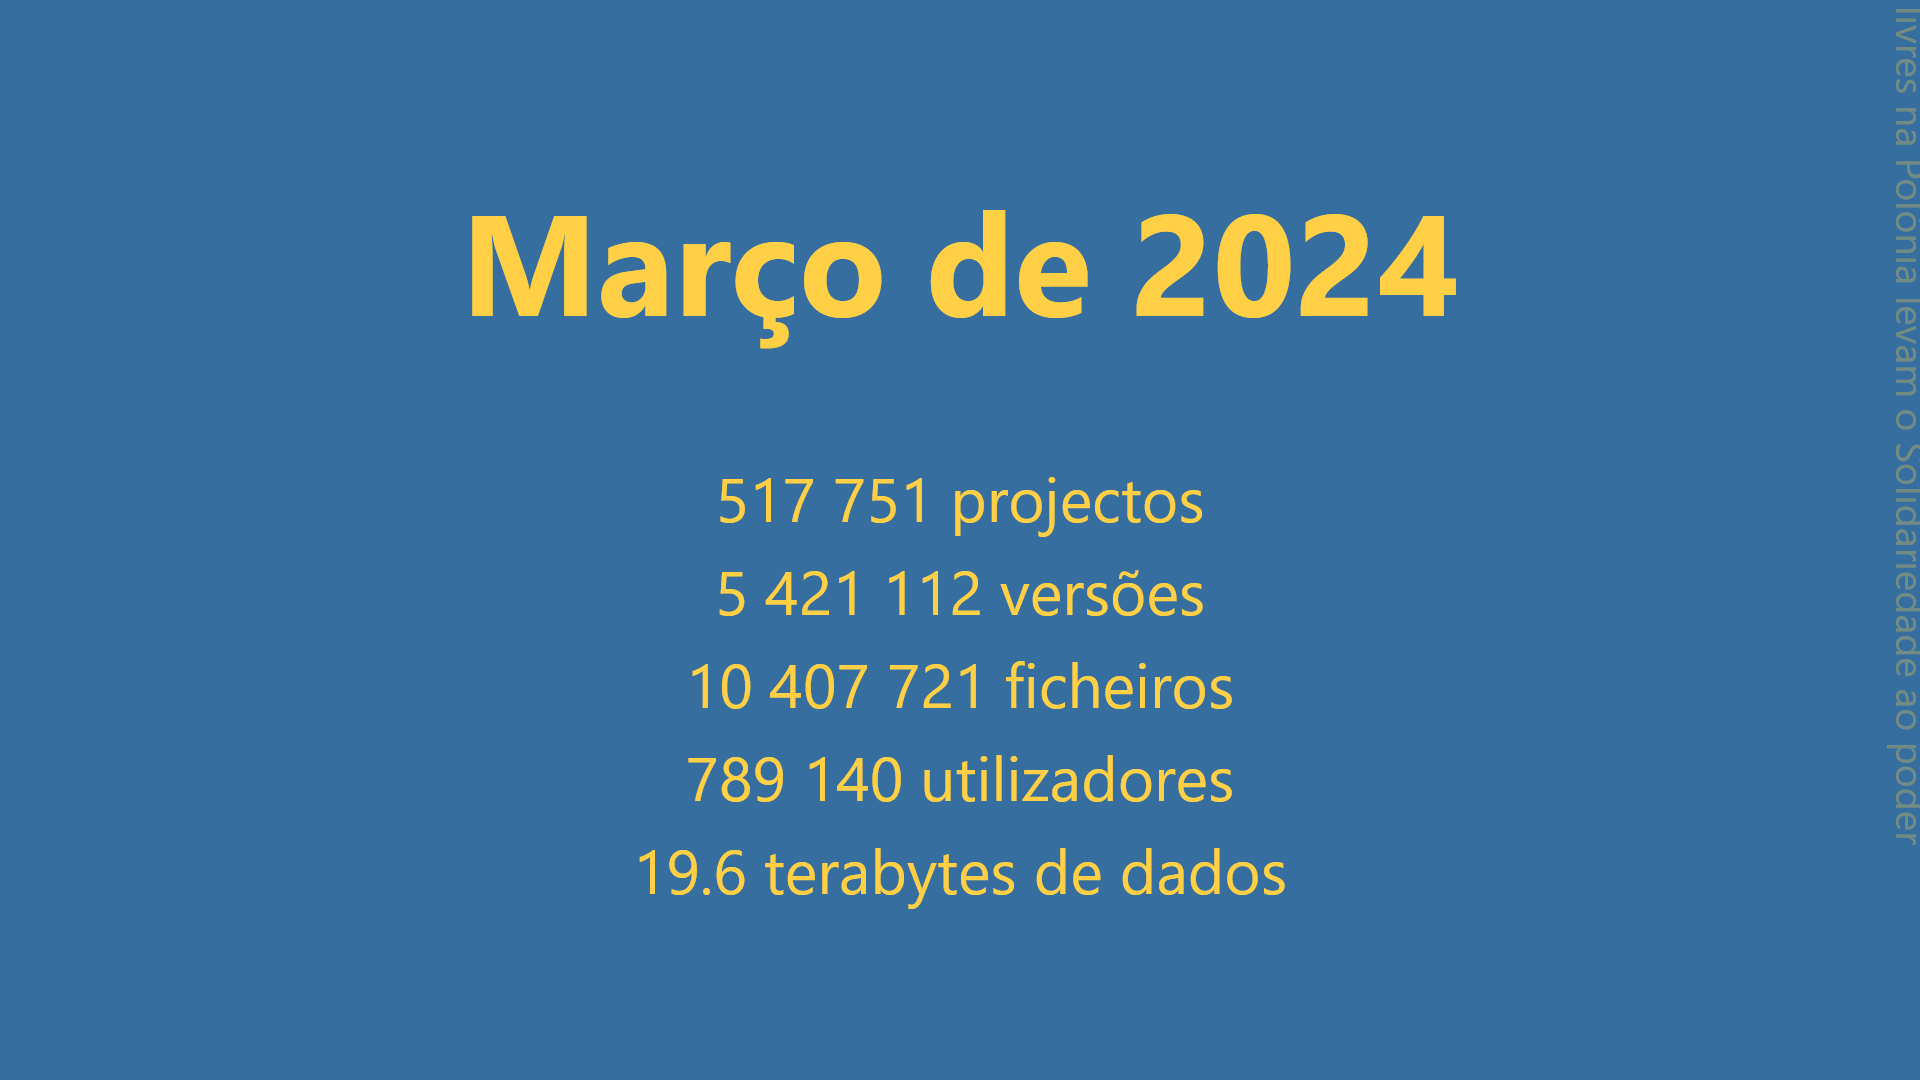 Março de 2024
517 751 projectos
5 421 112 versões
10 407 721 ficheiros
789 140 utilizadores
19.6 terabytes de dados
livres na Polónia levam o Solidariedade ao poder